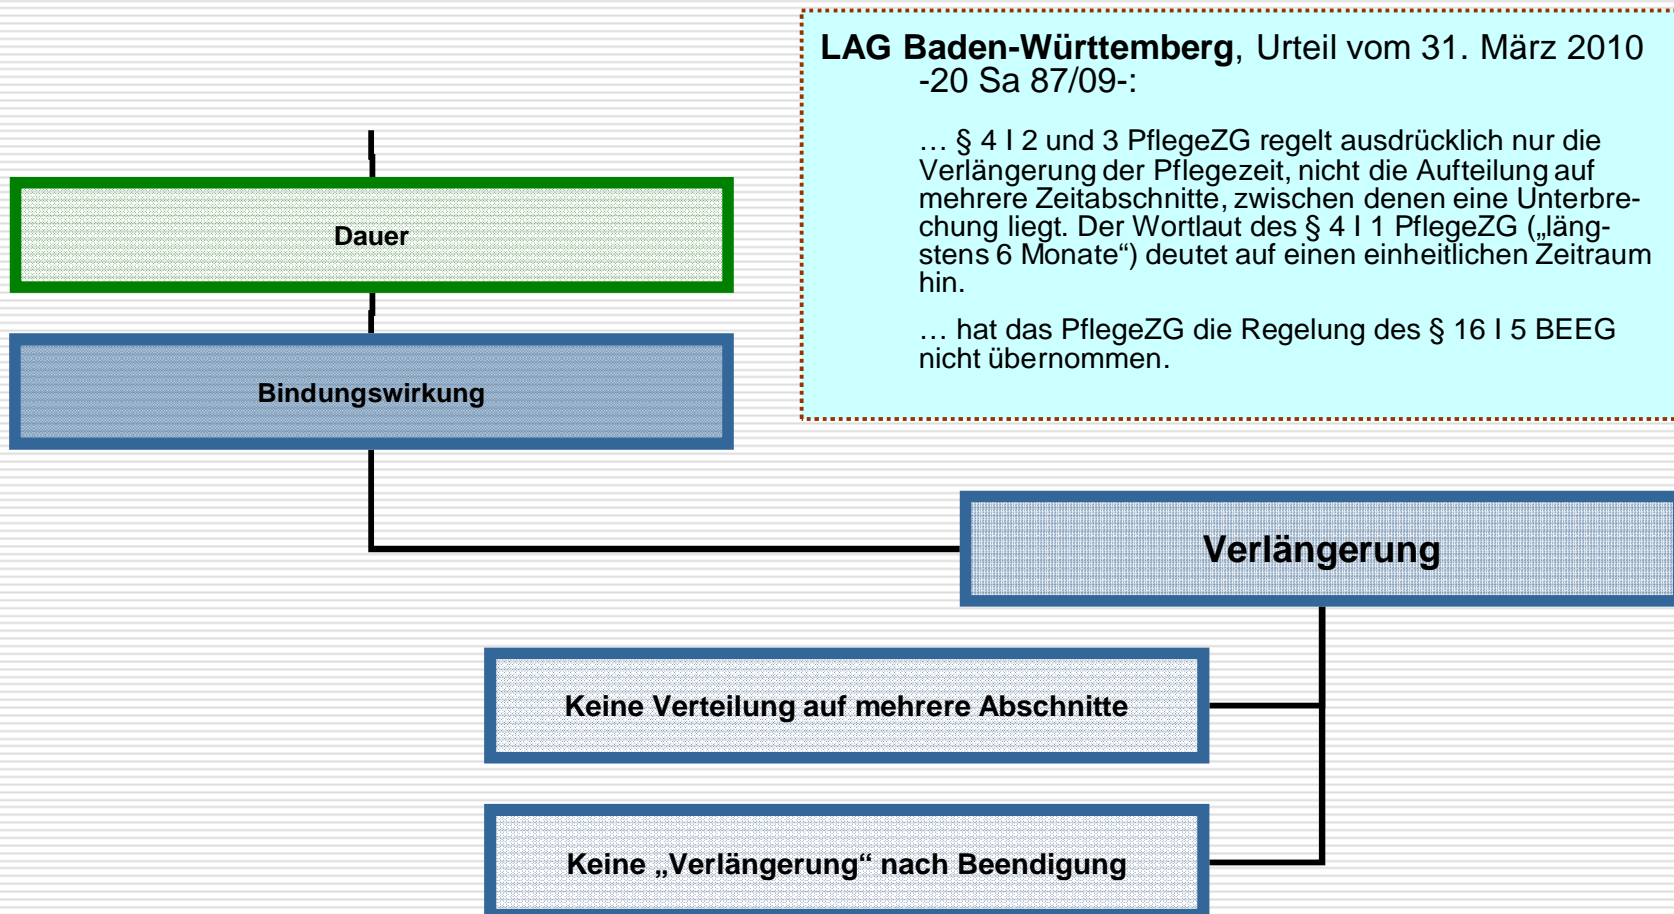 LAG Baden-Württemberg, Urteil vom 31. März 2010
-20 Sa 87/09-:
… § 4 I 2 und 3 PflegeZG regelt ausdrücklich nur die
Verlängerung der Pflegezeit, nicht die Aufteilung auf
mehrere Zeitabschnitte, zwischen denen eine Unterbre-
chung liegt. Der Wortlaut des § 4 I 1 PflegeZG („läng-
stens 6 Monate“) deutet auf einen einheitlichen Zeitraum
hin.
… hat das PflegeZG die Regelung des § 16 I 5 BEEG
nicht übernommen.
Dauer
Bindungswirkung
Verlängerung
Keine Verteilung auf mehrere Abschnitte
Keine „Verlängerung“ nach Beendigung